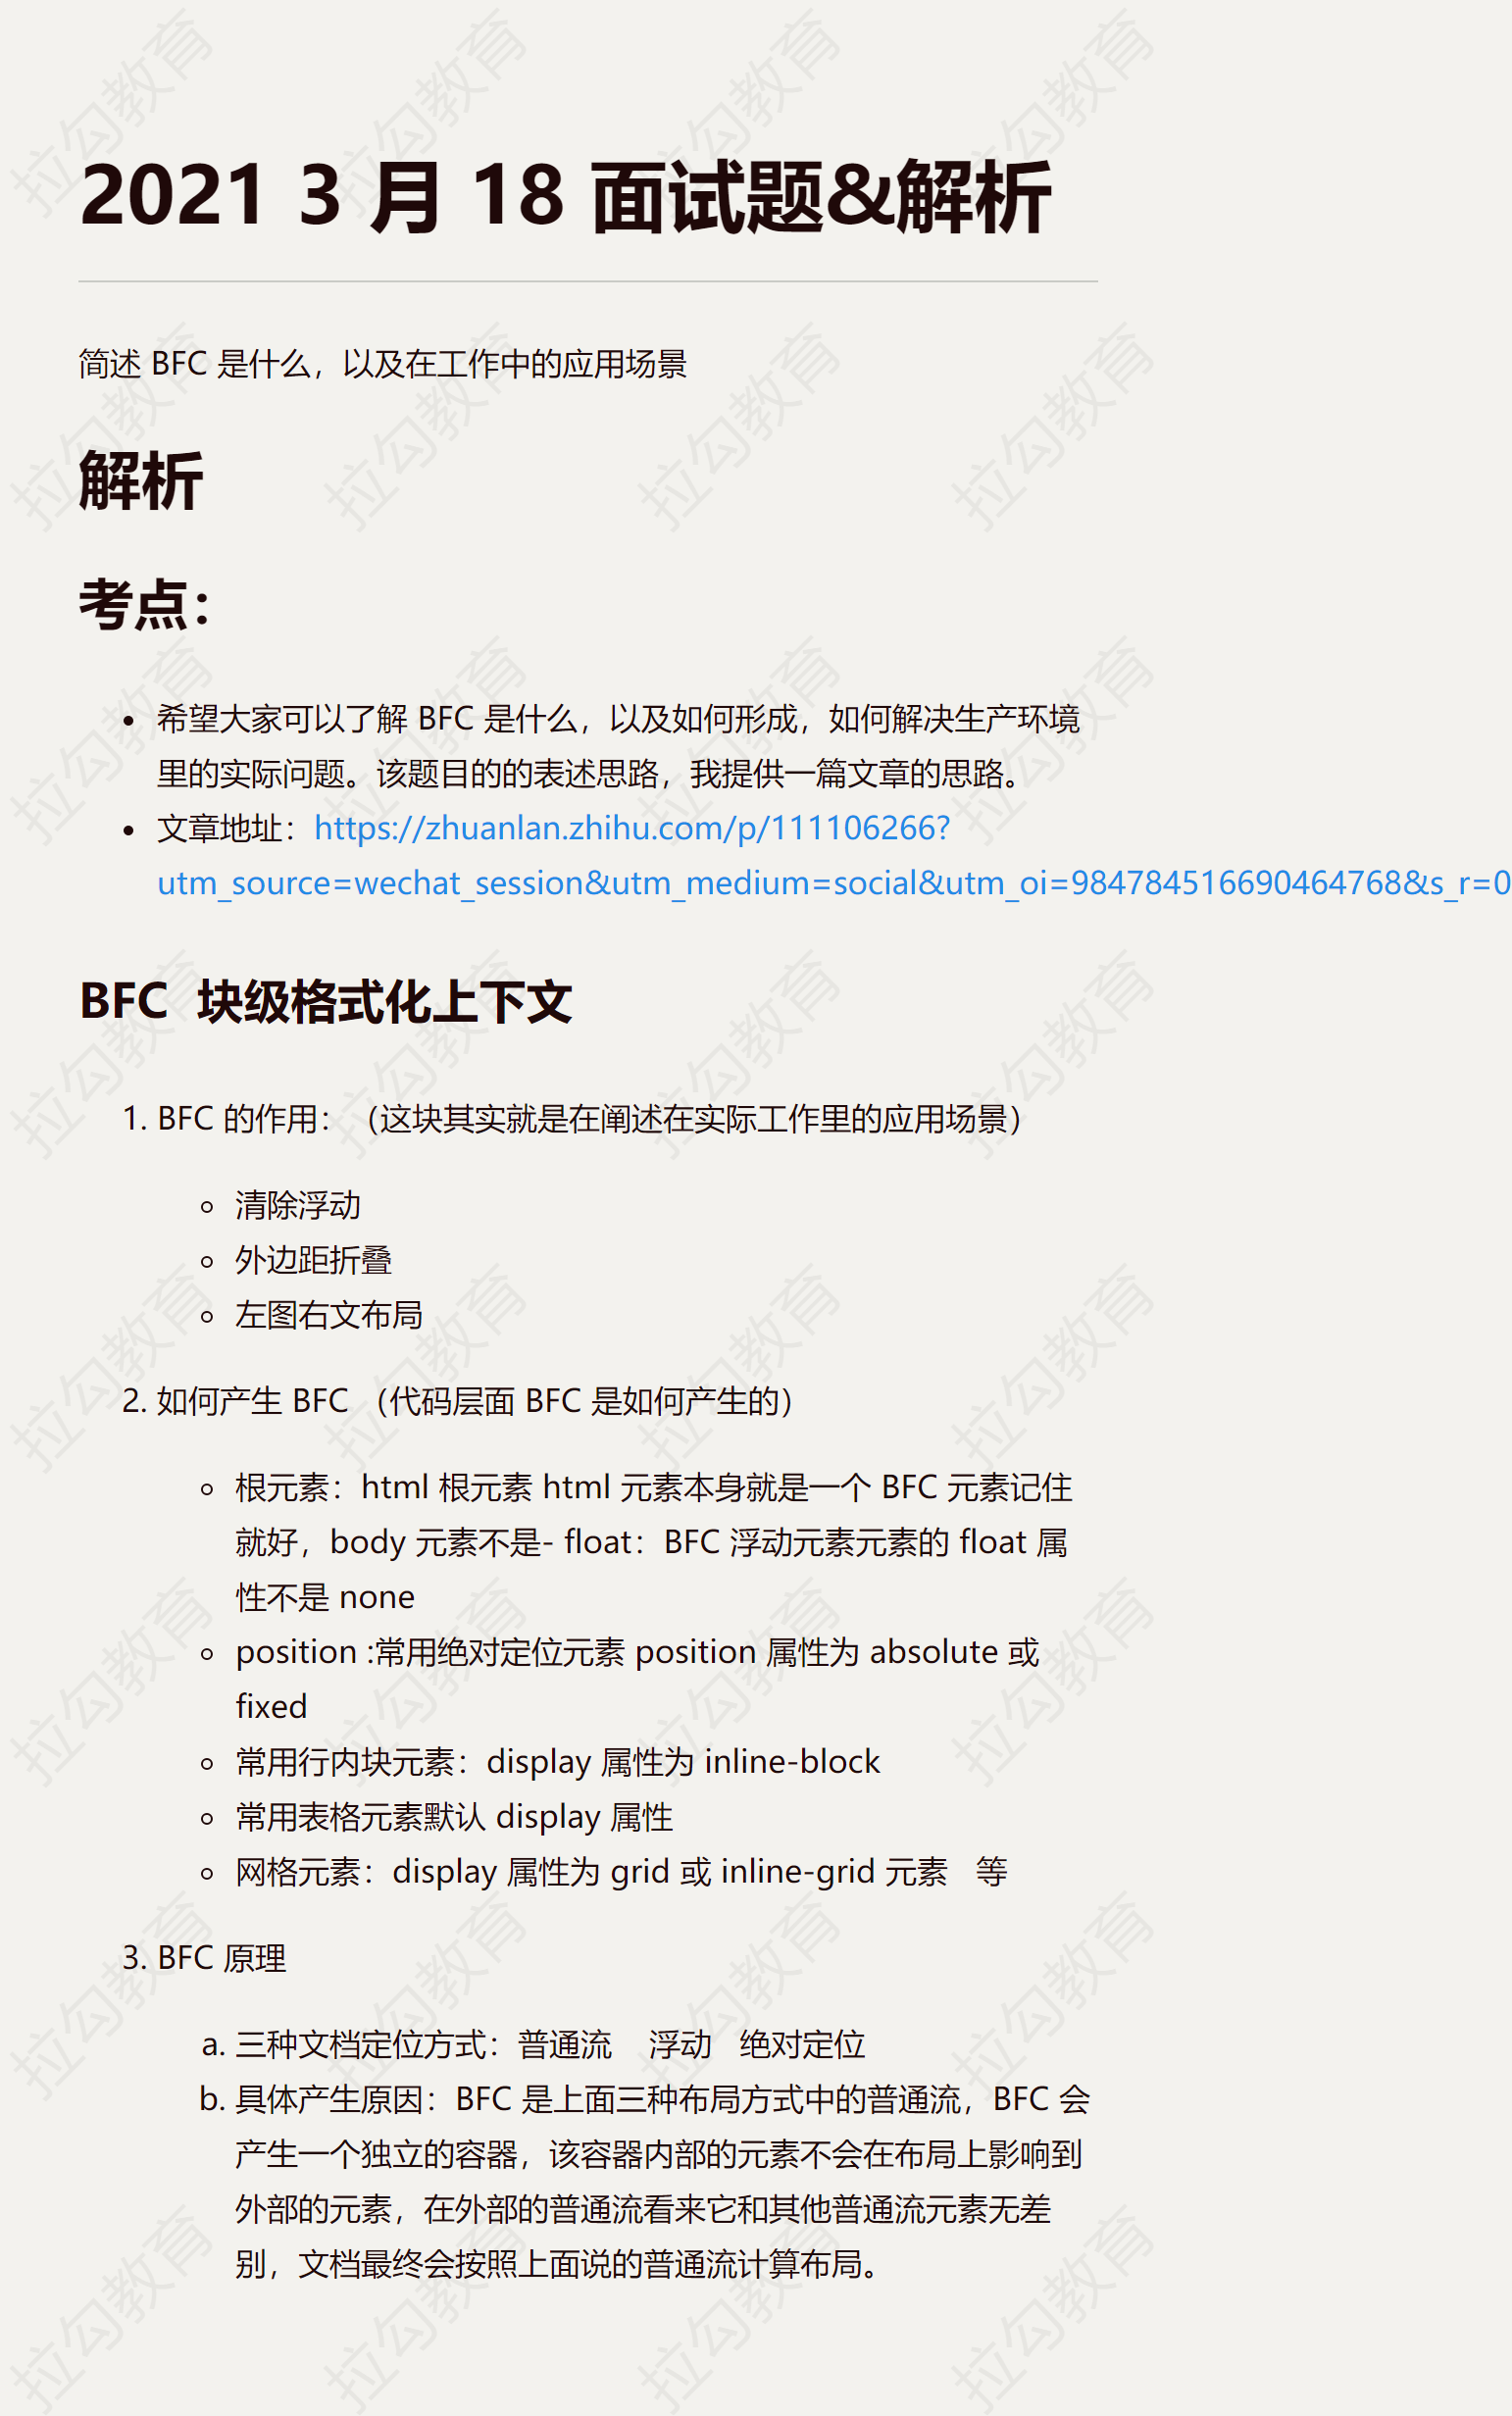 2021 3 月 18 面试题&解析
简述 BFC 是什么，以及在工作中的应用场景
解析
考点：
希望大家可以了解 BFC 是什么，以及如何形成，如何解决生产环境
里的实际问题。该题目的的表述思路，我提供一篇文章的思路。
文章地址：https://zhuanlan.zhihu.com/p/111106266?
utm_source=wechat_session&utm_medium=social&utm_oi=984784516690464768&s_r=0
BFC 块级格式化上下文
1. BFC 的作用：（这块其实就是在阐述在实际工作里的应用场景）
清除浮动
外边距折叠
左图右文布局
2. 如何产生 BFC （代码层面 BFC 是如何产生的）
根元素：html 根元素 html 元素本身就是一个 BFC 元素记住
就好，body 元素不是- float：BFC 浮动元素元素的 float 属
性不是 none
position :常用绝对定位元素 position 属性为 absolute 或
fixed
常用行内块元素：display 属性为 inline-block
常用表格元素默认 display 属性
网格元素：display 属性为 grid 或 inline-grid 元素 等
3. BFC 原理
a. 三种文档定位方式：普通流 浮动 绝对定位
b. 具体产生原因：BFC 是上面三种布局方式中的普通流，BFC 会
产生一个独立的容器，该容器内部的元素不会在布局上影响到
外部的元素，在外部的普通流看来它和其他普通流元素无差
别，文档最终会按照上面说的普通流计算布局。
拉勾教育